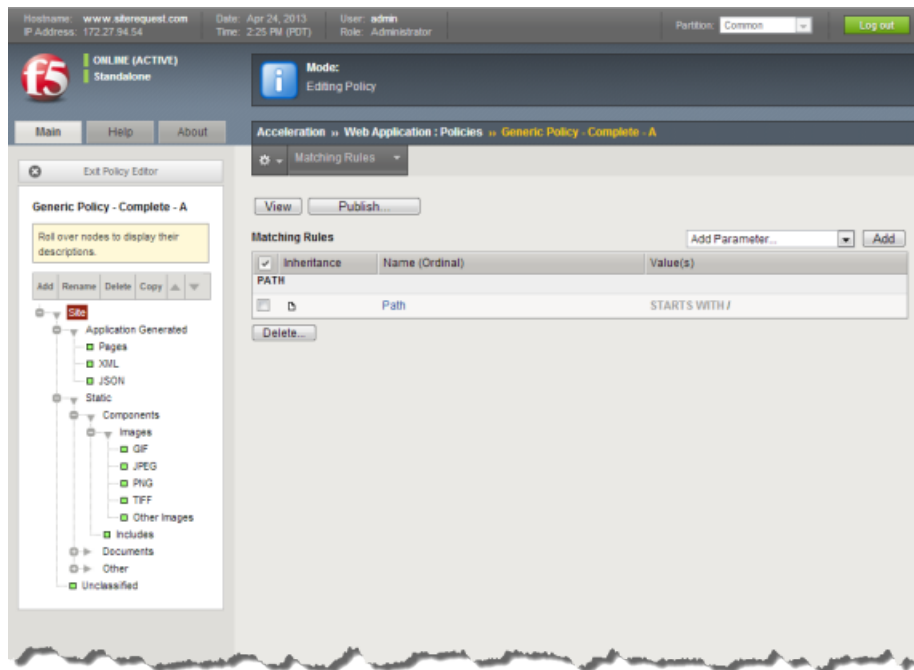 Hostname: www.siterequest.com Date: Apr 24, 2013 User: admin
IP Address: 172.27.94.54 Time: 2:25 PM (PDT) Role: Administrator
Partition: Common Log out
f5
ONLINE (ACTIVE)
Standalone
Mode:
Editing Policy
Main Help About
Acceleration » Web Application : Policies » Generic Policy - Complete - A
Matching Rules
Exit Policy Editor
Generic Policy - Complete - A
Roll over nodes to display their
descriptions.
Add Rename Delete Copy
Site
Application Generated
Pages
XML
JSON
Static
Components
Images
GIF
JPEG
PNG
TIFF
Other Images
Includes
Documents
Other
Unclassified
View Publish...
Matching Rules Add Parameter... Add
Inheritance Name (Ordinal) Value(s)
PATH
Path STARTS WITH /
Delete...